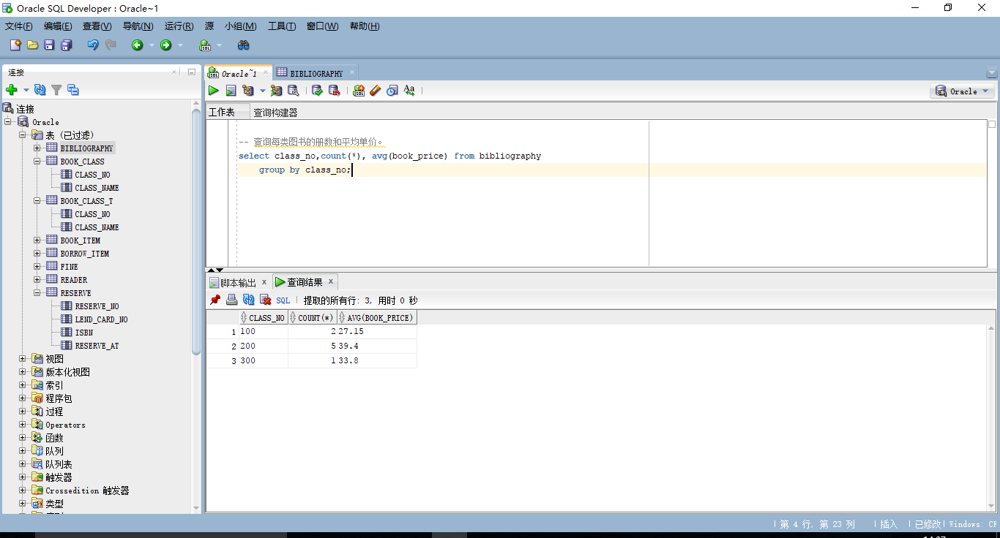 Oracle SQL Developer : Oracle~1
文件(F) 编辑(E) 查看(V) 导航(N) 运行(R) 源 小组(M) 工具(T) 窗口(W) 帮助(H)
连接
连接
Oracle
表 (已过滤)
BIBLIOGRAPHY
BOOK_CLASS
CLASS_NO
CLASS_NAME
BOOK_CLASS_T
CLASS_NO
CLASS_NAME
BOOK_ITEM
BORROW_ITEM
FINE
READER
RESERVE
RESERVE_NO
LEND_CARD_NO
ISBN
RESERVE_AT
视图
版本化视图
索引
程序包
过程
Operators
函数
队列
队列表
触发器
Crossedition 触发器
类型
Oracle~1 BIBLIOGRAPHY
Oracle
工作表 查询构建器
-- 查询每类图书的册数和平均单价。
select class_no,count(*), avg(book_price) from bibliography
group by class_no;
脚本输出 查询结果
SQL 提取的所有行: 3, 用时 0 秒
CLASS_NO COUNT(*) AVG(BOOK_PRICE)
1 100 2 27.15
2 200 5 39.4
3 300 1 33.8
第 4 行, 第 23 列 插入 已修改 Windows: CF